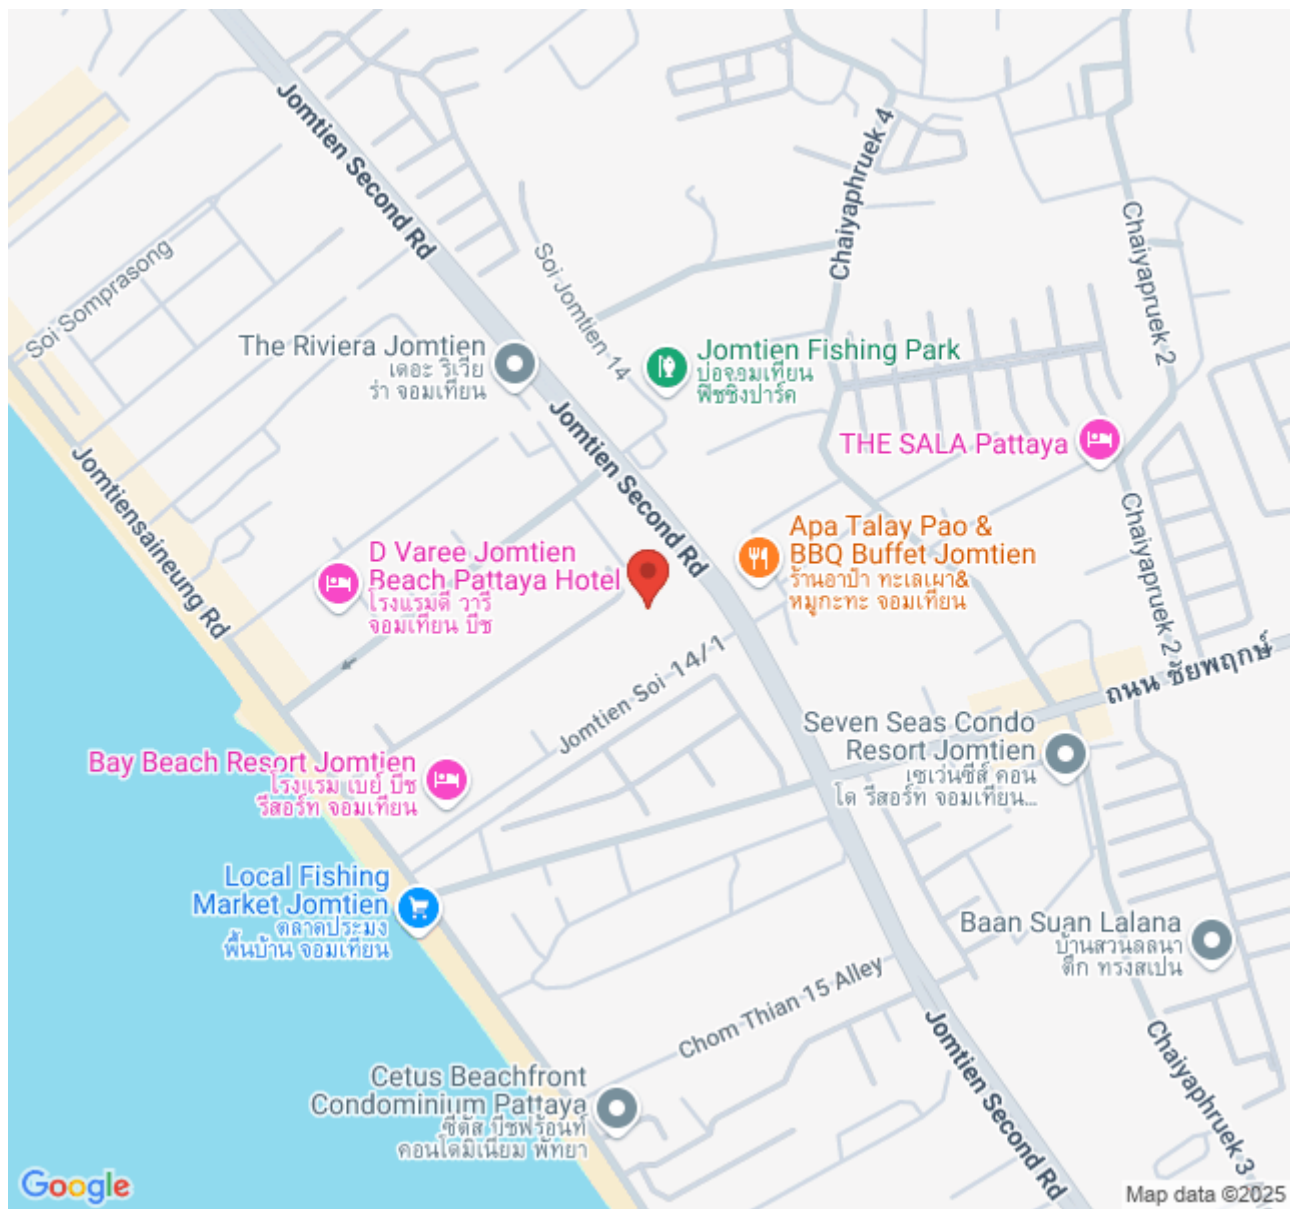 Jomtien Second Rd
Chaiyaphruek 4
Chaiyapruek 2
Soi Somprasong
Soi Jomtien 14
The Riviera Jomtien
เดอะ ริเวีย
ร่า จอมเทียน
Jomtien Fishing Park
บ่อจอมเทียน
ฟิชชิ่งปาร์ค
THE SALA Pattaya
Jomtien Second Rd
Jomtiensaineung Rd
Chaiyapruek 2
Apa Talay Pao &
BBQ Buffet Jomtien
ร้านอาป๋า ทะเลเผา&
หมูกะทะ จอมเทียน
D Varee Jomtien
Beach Pattaya Hotel
โรงแรมดี วารี
จอมเทียน บีช
Jomtien Soi 14/1
ถนน ชัยพฤกษ์
Seven Seas Condo
Resort Jomtien
เซเว่นซีส์ คอน
โด รีสอร์ท จอมเทียน...
Bay Beach Resort Jomtien
โรงแรม เบย์ บีช
รีสอร์ท จอมเทียน
Local Fishing
Market Jomtien
ตลาดประมง
พื้นบ้าน จอมเทียน
Baan Suan Lalana
บ้านสวนลลนา
ตึก ทรงสเปน
Chom Thian 15 Alley
Jomtien Second Rd
Chaiyaphruek 3
Cetus Beachfront
Condominium Pattaya
ซีตัส บีชฟร้อนท์
คอนโดมิเนียม พัทยา
Google
Map data ©2025